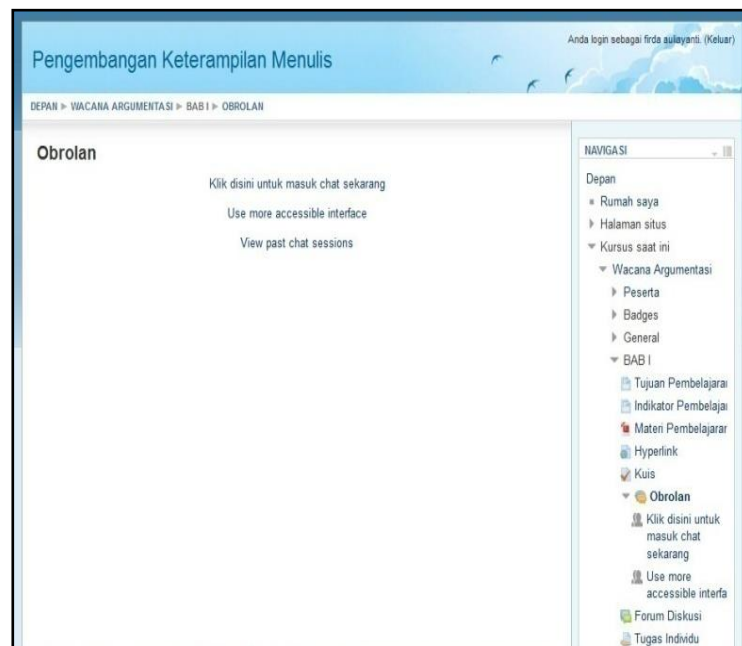 Anda login sebagai firda auliayanti. (Keluar)
Pengembangan Keterampilan Menulis
DEPAN ► WACANA ARGUMENTASI ► BAB I ► OBROLAN
Obrolan
Klik disini untuk masuk chat sekarang
Use more accessible interface
View past chat sessions
NAVIGASI
Depan
Rumah saya
Halaman situs
Kursus saat ini
Wacana Argumentasi
Peserta
Badges
General
BAB I
Tujuan Pembelajara
Indikator Pembelaja
Materi Pembelajarar
Hyperlink
Kuis
Obrolan
Klik disini untuk
masuk chat
sekarang
Use more
accessible interfa
Forum Diskusi
Tugas Individu